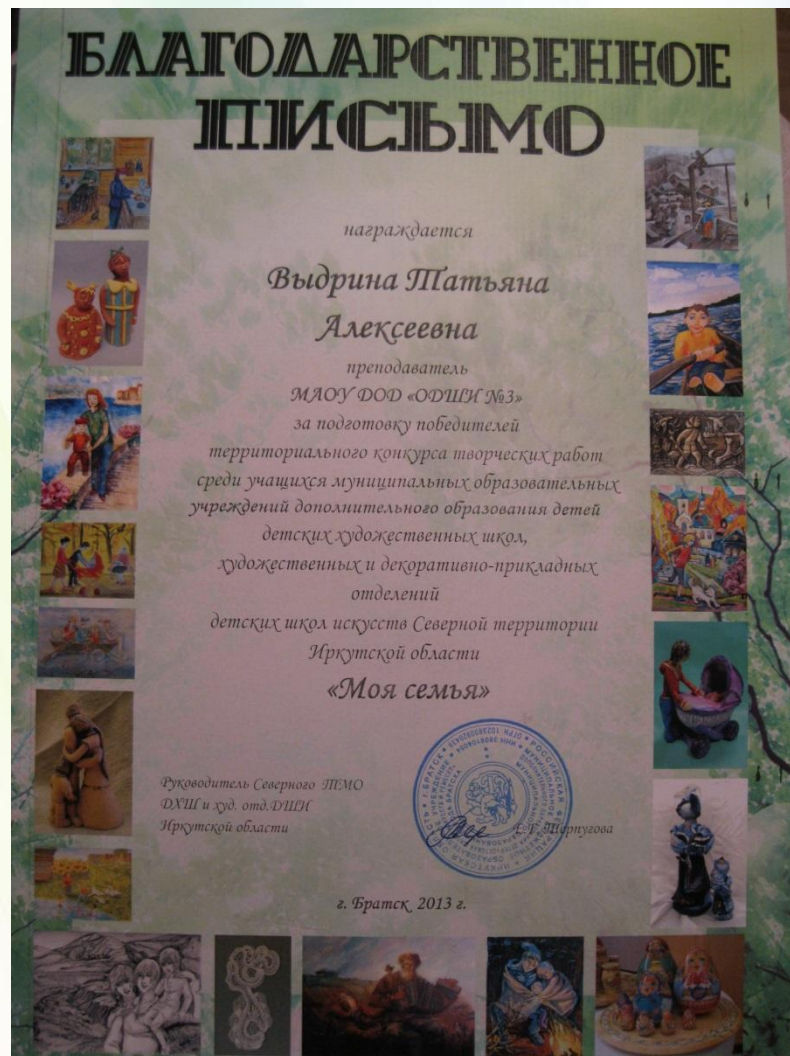 БЛАГОДАРСТВЕННОЕ
ПИСЬМО
награждается
Выдрина Татьяна
Алексеевна
преподаватель
МАОУ ДОД «ОДШИ №3»
за подготовку победителей
территориального конкурса творческих работ
среди учащихся муниципальных образовательных
учреждений дополнительного образования детей
детских художественных школ,
художественных и декоративно-прикладных
отделений
детских школ искусств Северной территории
Иркутской области
«Моя семья»
Руководитель Северного ТМО
ДХШ и худ. отд.ДШИ
Иркутской области
Е.Г. Шерпугова
г. Братск 2013 г.